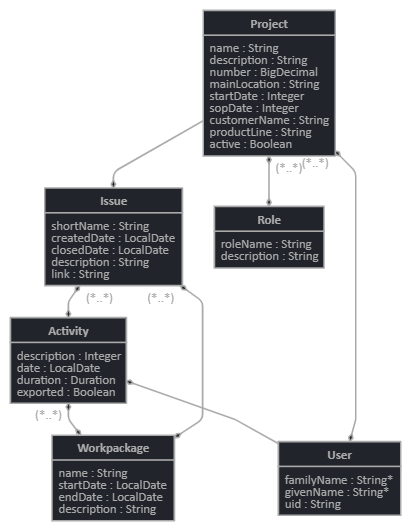 Project
name : String
description : String
number : BigDecimal
mainLocation : String
startDate : Integer
sopDate : Integer
customerName : String
productLine : String
active : Boolean
(*..*)
(*..*)
Issue
shortName : String
createdDate : LocalDate
closedDate : LocalDate
description : String
link : String
Role
roleName : String
description : String
(*..*)
(*..*)
Activity
description : Integer
date : LocalDate
duration : Duration
exported : Boolean
(*..*)
Workpackage
name : String
startDate : LocalDate
endDate : LocalDate
description : String
User
familyName : String*
givenName : String*
uid : String